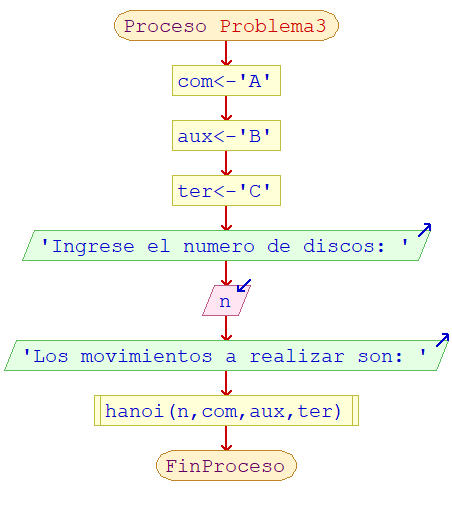 Proceso Problema3
com<-'A'
aux<-'B'
ter<-'C'
'Ingrese el numero de discos: '
n
'Los movimientos a realizar son: '
hanoi(n,com,aux,ter)
FinProceso